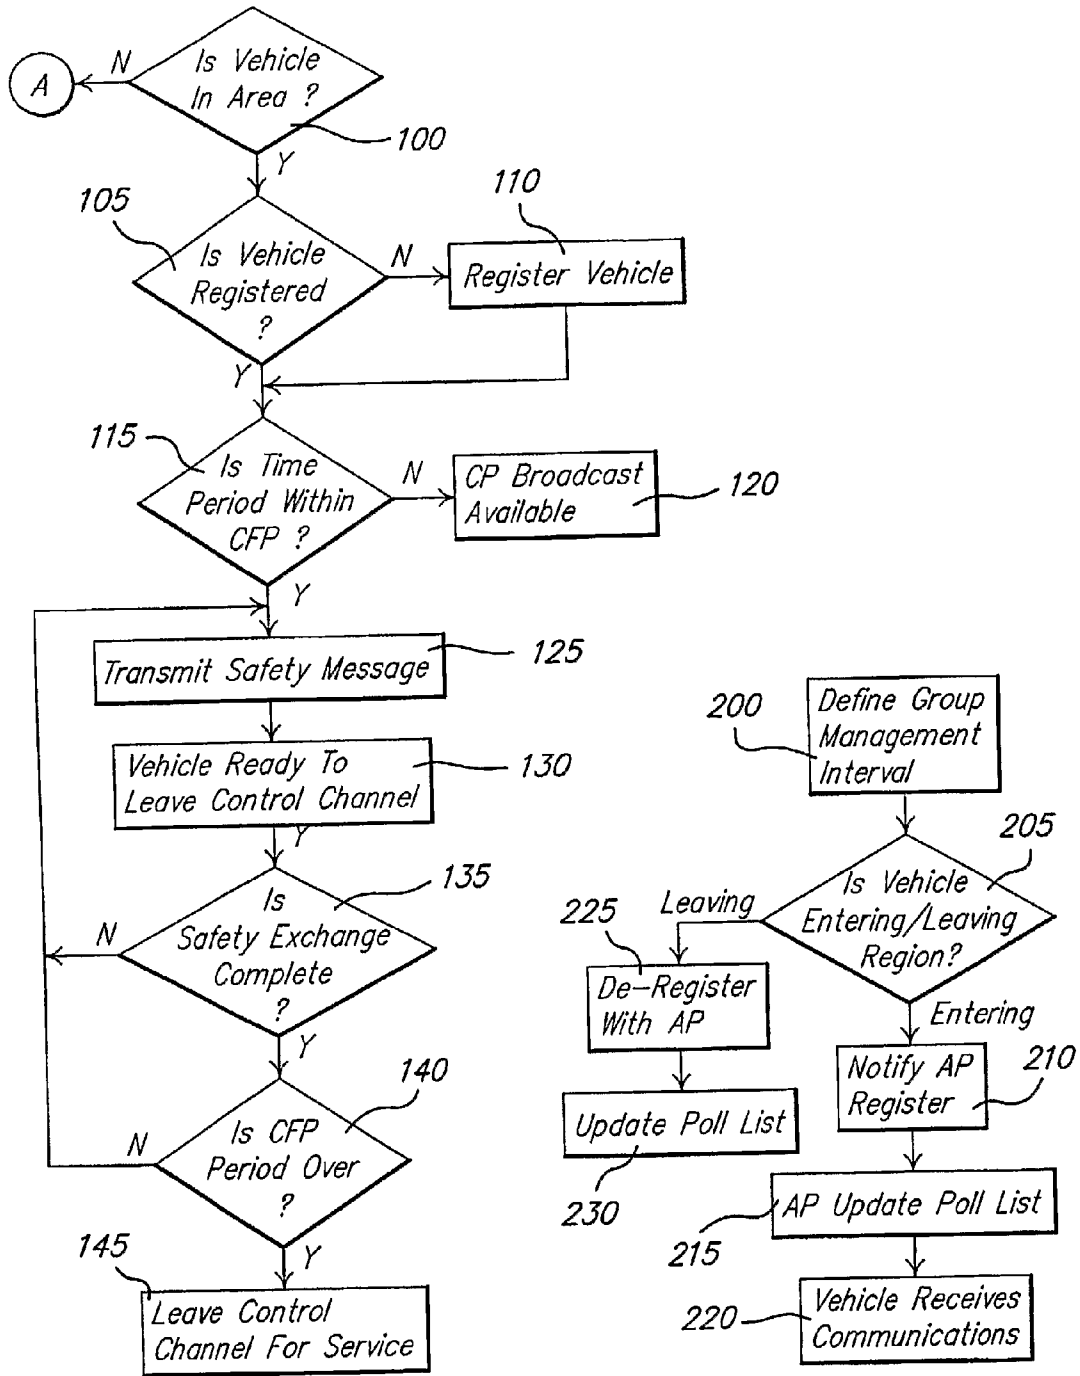 Is Vehicle
In Area ?
N
A
100
Y
105
Is Vehicle
Registered
?
N
110
Register Vehicle
Y
115
Is Time
Period Within
CFP ?
N
CP Broadcast
Available
120
Y
Transmit Safety Message
125
Vehicle Ready To
Leave Control Channel
130
Y
135
Is
Safety Exchange
Complete
?
N
Y
140
Is CFP
Period Over
?
N
Y
145
Leave Control
Channel For Service
200
Define Group
Management
Interval
205
Is Vehicle
Entering/Leaving
Region?
Leaving
225
De-Register
With AP
Update Poll List
230
Entering
Notify AP
Register
210
AP Update Poll List
215
Vehicle Receives
Communications
220